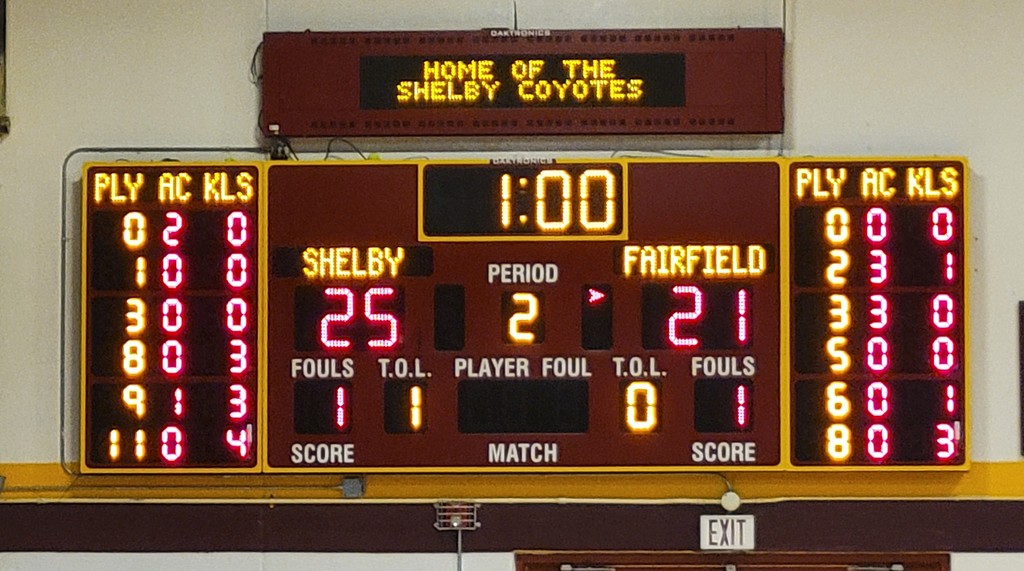 DAKTRONICS
HOME OF THE
SHELBY COYOTES
DAKTRONICS
PLY AC KLS
0 2 0
1 0 0
3 0 0
8 0 3
9 1 3
11 0 4
1:00
SHELBY PERIOD FAIRFIELD
25 2 > 21
FOULS T.O.L. PLAYER FOUL T.O.L. FOULS
1 1 0 1
SCORE MATCH SCORE
PLY AC KLS
0 0 0
2 3 1
3 3 0
5 0 0
6 0 1
8 0 3
EXIT